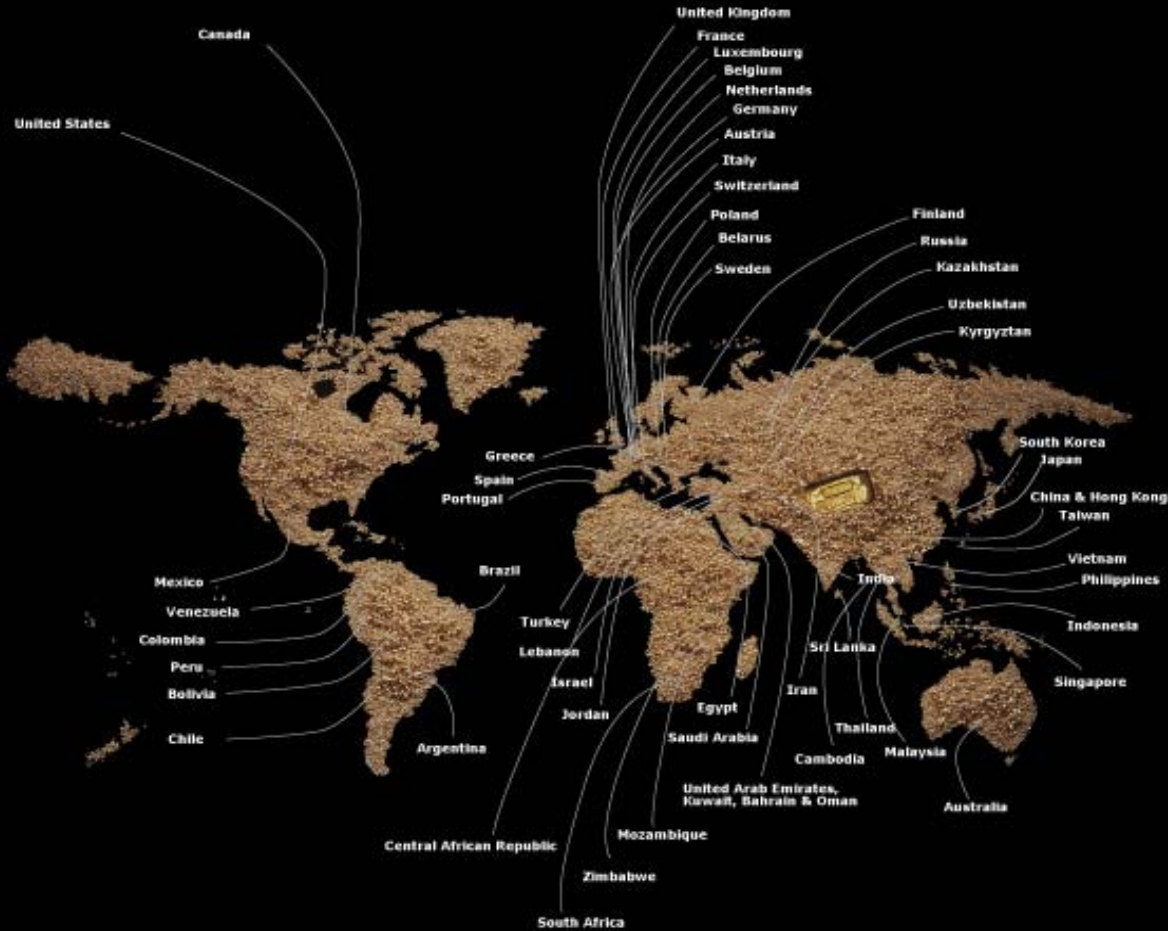 United Kingdom
Canada
France
Luxembourg
Belgium
Netherlands
Germany
United States
Austria
Italy
Switzerland
Poland
Belarus
Sweden
Finland
Russia
Kazakhstan
Uzbekistan
Kyrgyztan
Greece
Spain
Portugal
South Korea
Japan
China & Hong Kong
Taiwan
Vietnam
Philippines
Indonesia
Singapore
India
Sri Lanka
Iran
Thailand
Malaysia
Cambodia
Australia
Mexico
Venezuela
Colombia
Peru
Bolivia
Chile
Brazil
Argentina
Turkey
Lebanon
Israel
Jordan
Egypt
Saudi Arabia
United Arab Emirates,
Kuwait, Bahrain & Oman
Mozambique
Central African Republic
Zimbabwe
South Africa